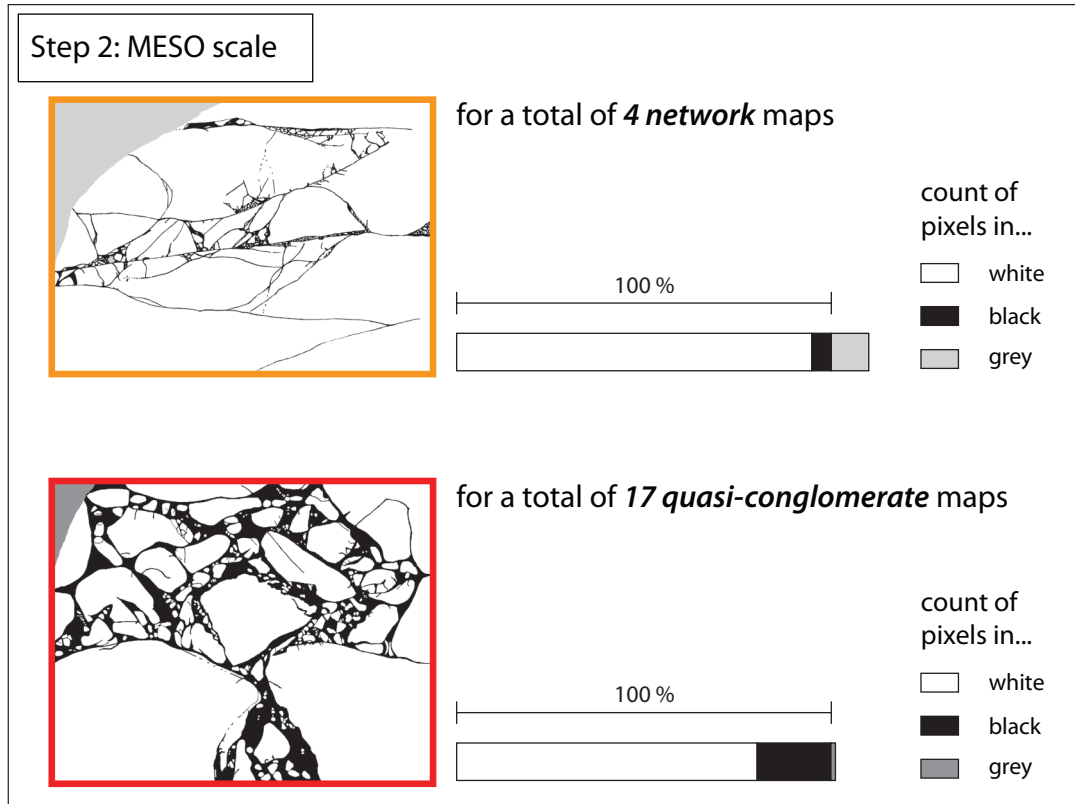 Step 2: MESO scale
for a total of 4 network maps
count of
pixels in...
white
black
grey
100 %
for a total of 17 quasi-conglomerate maps
count of
pixels in...
white
black
grey
100 %